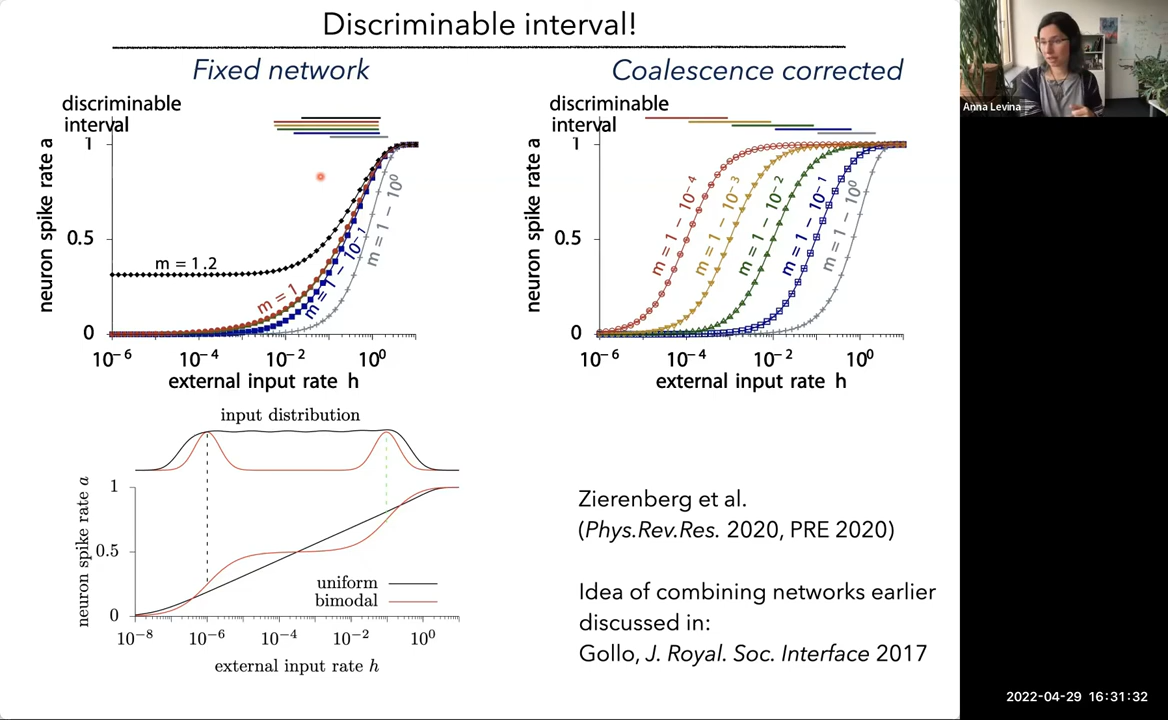 Discriminable interval!
Fixed network
discriminable
interval
neuron spike rate a
1
0.5
0
m = 1.2
m = 1
m = 1 − 10⁻¹
m = 1 − 10⁰
10⁻⁶ 10⁻⁴ 10⁻² 10⁰
external input rate h
Coalescence corrected
discriminable
interval
neuron spike rate a
1
0.5
0
m = 1 − 10⁻⁴
m = 1 − 10⁻³
m = 1 − 10⁻²
m = 1 − 10⁻¹
m = 1 − 10⁰
10⁻⁶ 10⁻⁴ 10⁻² 10⁰
external input rate h
input distribution
neuron spike rate a
1
0.5
0
uniform
bimodal
10⁻⁸ 10⁻⁶ 10⁻⁴ 10⁻² 10⁰
external input rate h
Zierenberg et al.
(Phys.Rev.Res. 2020, PRE 2020)
Idea of combining networks earlier
discussed in:
Gollo, J. Royal. Soc. Interface 2017
Anna Levina
2022-04-29 16:31:32